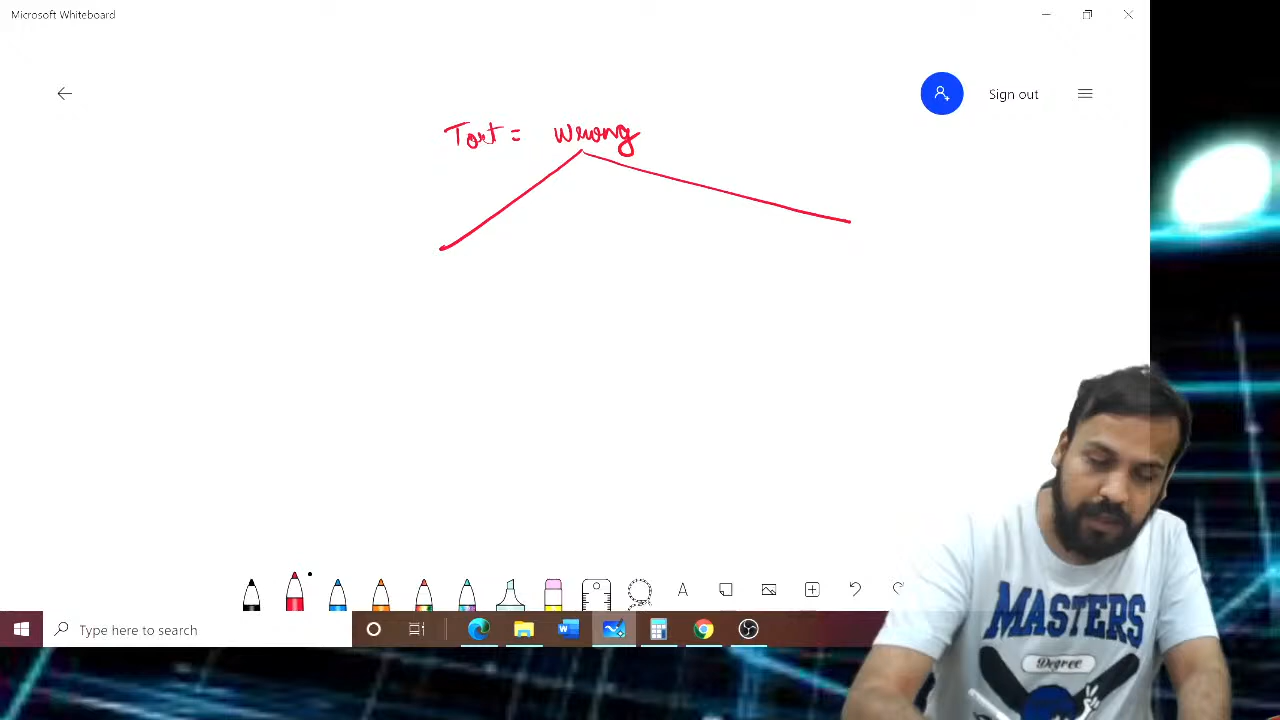 Microsoft Whiteboard
Sign out
Tort = Wrong
A
Type here to search
MASTERS
Degree